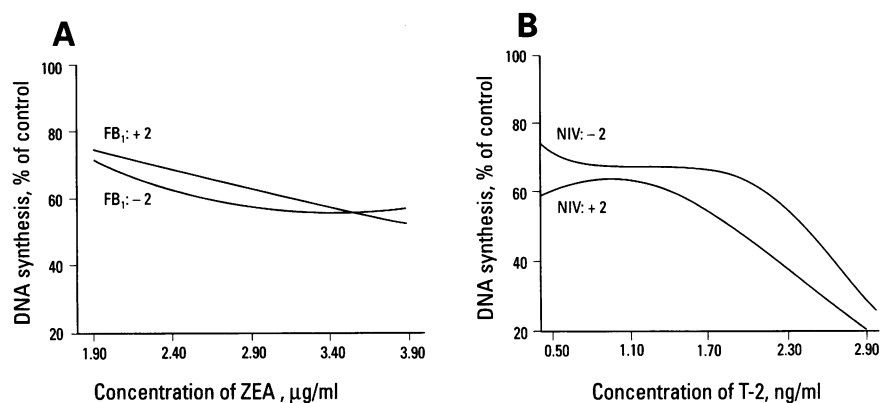 A
DNA synthesis, % of control
100
80
60
40
20
FB₁: + 2
FB₁: − 2
1.90 2.40 2.90 3.40 3.90
Concentration of ZEA , μg/ml
B
DNA synthesis, % of control
100
80
60
40
20
NIV: − 2
NIV: + 2
0.50 1.10 1.70 2.30 2.90
Concentration of T-2, ng/ml